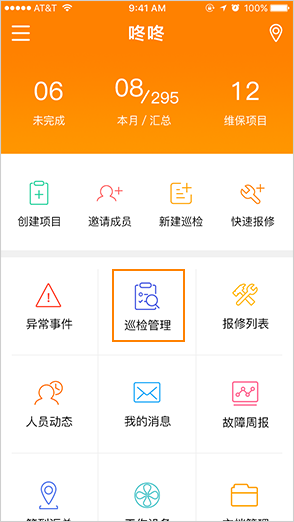 AT&T 9:41 AM 100%
咚咚
06 08/295 12
未完成 本月 / 汇总 维保项目
创建项目 邀请成员 新建巡检 快速报修
异常事件 巡检管理 报修列表
人员动态 我的消息 故障周报